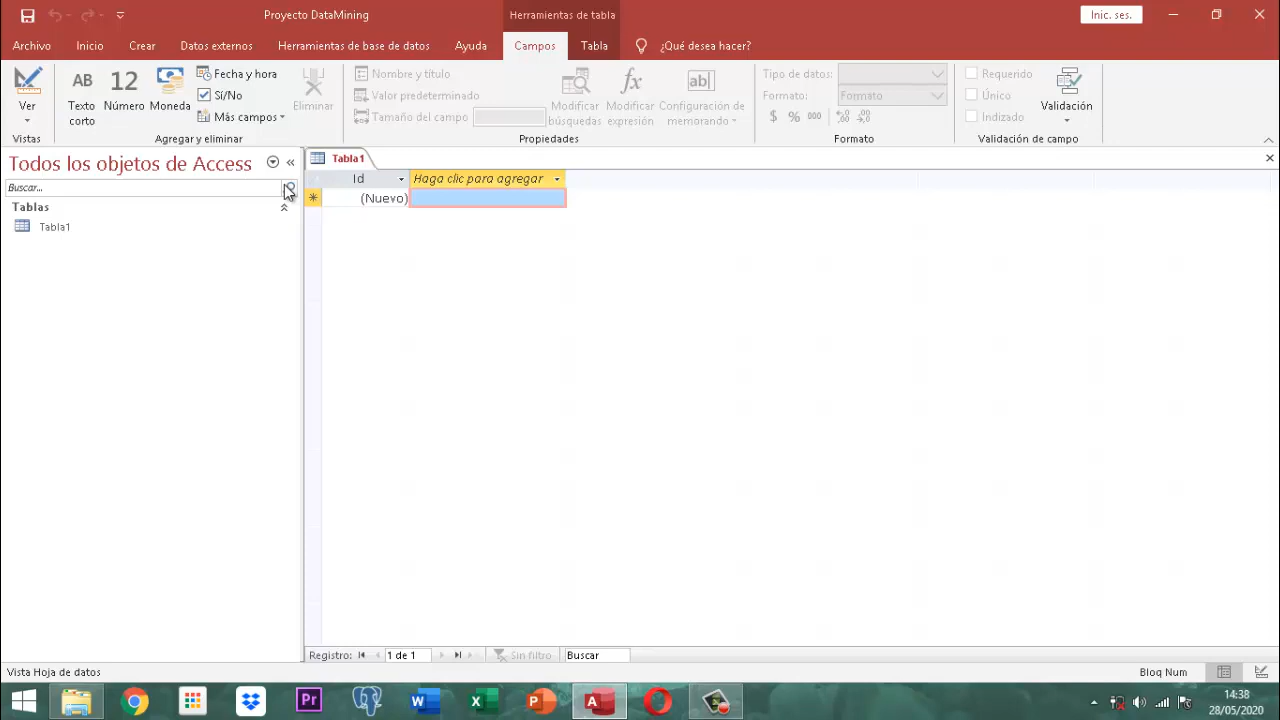 Proyecto DataMining
Herramientas de tabla
Inic. ses.
Archivo
Inicio
Crear
Datos externos
Herramientas de base de datos
Ayuda
Campos
Tabla
¿Qué desea hacer?
Ver
AB
Texto corto
12
Número
Moneda
Fecha y hora
Sí/No
Más campos
Eliminar
Nombre y título
Valor predeterminado
Tamaño del campo
Modificar búsquedas
fx
Modificar expresión
ab
Configuración de memorando
Tipo de datos:
Formato:
Formato
$ % 000
Requerido
Único
Indizado
Validación
Vistas
Agregar y eliminar
Propiedades
Formato
Validación de campo
Todos los objetos de Access
Buscar...
Tablas
Tabla1
Tabla1
Id
Haga clic para agregar
(Nuevo)
Registro:
1 de 1
Sin filtro
Buscar
Vista Hoja de datos
Bloq Num
Pr
W
X
P
A
14:38
28/05/2020